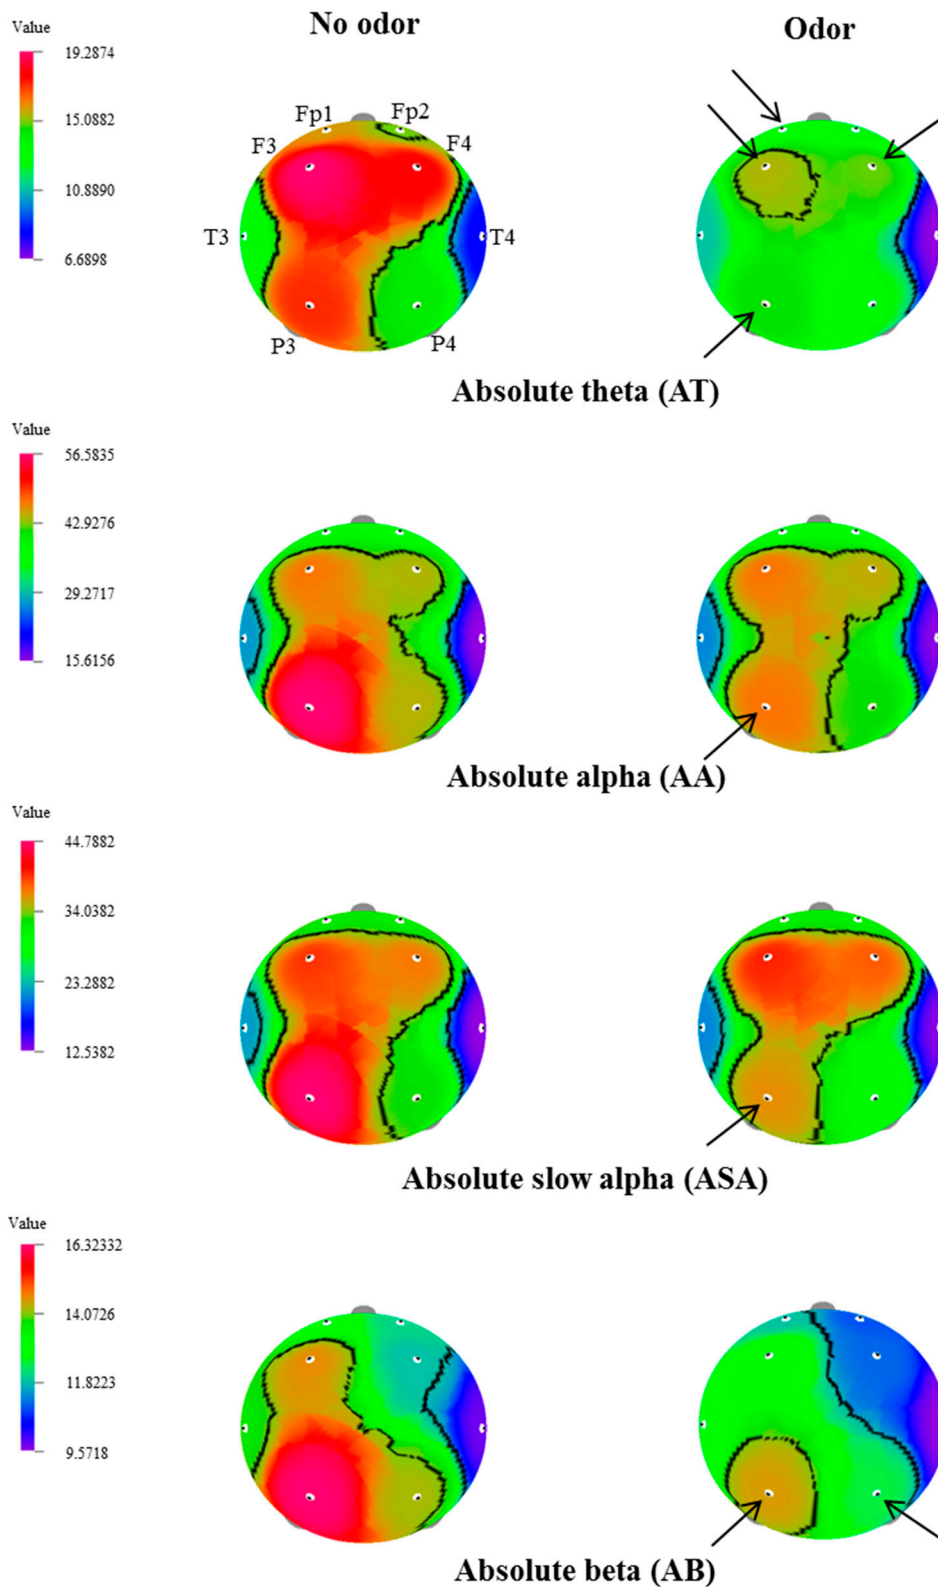 No odor
Odor
Value
19.2874
15.0882
10.8890
6.6898
Fp1
Fp2
F3
F4
T3
T4
P3
P4
Absolute theta (AT)
Value
56.5835
42.9276
29.2717
15.6156
Absolute alpha (AA)
Value
44.7882
34.0382
23.2882
12.5382
Absolute slow alpha (ASA)
Value
16.32332
14.0726
11.8223
9.5718
Absolute beta (AB)